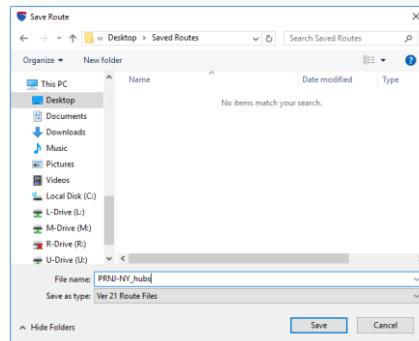 Save Route
« Desktop > Saved Routes
Search Saved Routes
Organize
New folder
Name
Date modified
Type
This PC
Desktop
Documents
Downloads
Music
Pictures
Videos
Local Disk (C:)
L-Drive (L:)
M-Drive (M:)
R-Drive (R:)
U-Drive (U:)
No items match your search.
File name: PRNJ-NY_hubs
Save as type: Ver 21 Route Files
Hide Folders
Save
Cancel